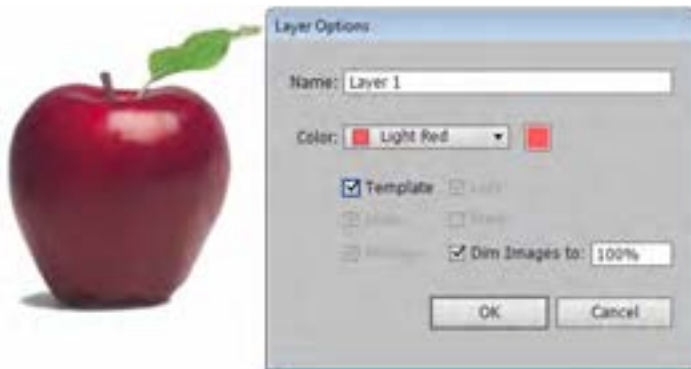 Layer Options
Name: Layer 1
Color: Light Red
Template Lock
Show Print
Preview Dim Images to: 100%
OK Cancel